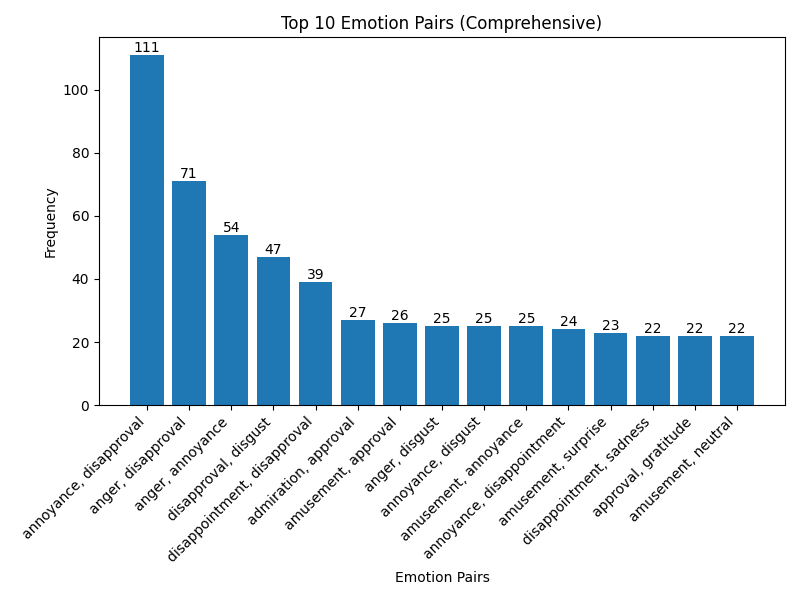 Top 10 Emotion Pairs (Comprehensive)
Frequency
100
80
60
40
20
0
111
71
54
47
39
27
26
25
25
25
24
23
22
22
22
annoyance, disapproval
anger, disapproval
anger, annoyance
disapproval, disgust
disappointment, disapproval
admiration, approval
amusement, approval
anger, disgust
annoyance, disgust
amusement, annoyance
annoyance, disappointment
amusement, surprise
disappointment, sadness
approval, gratitude
amusement, neutral
Emotion Pairs